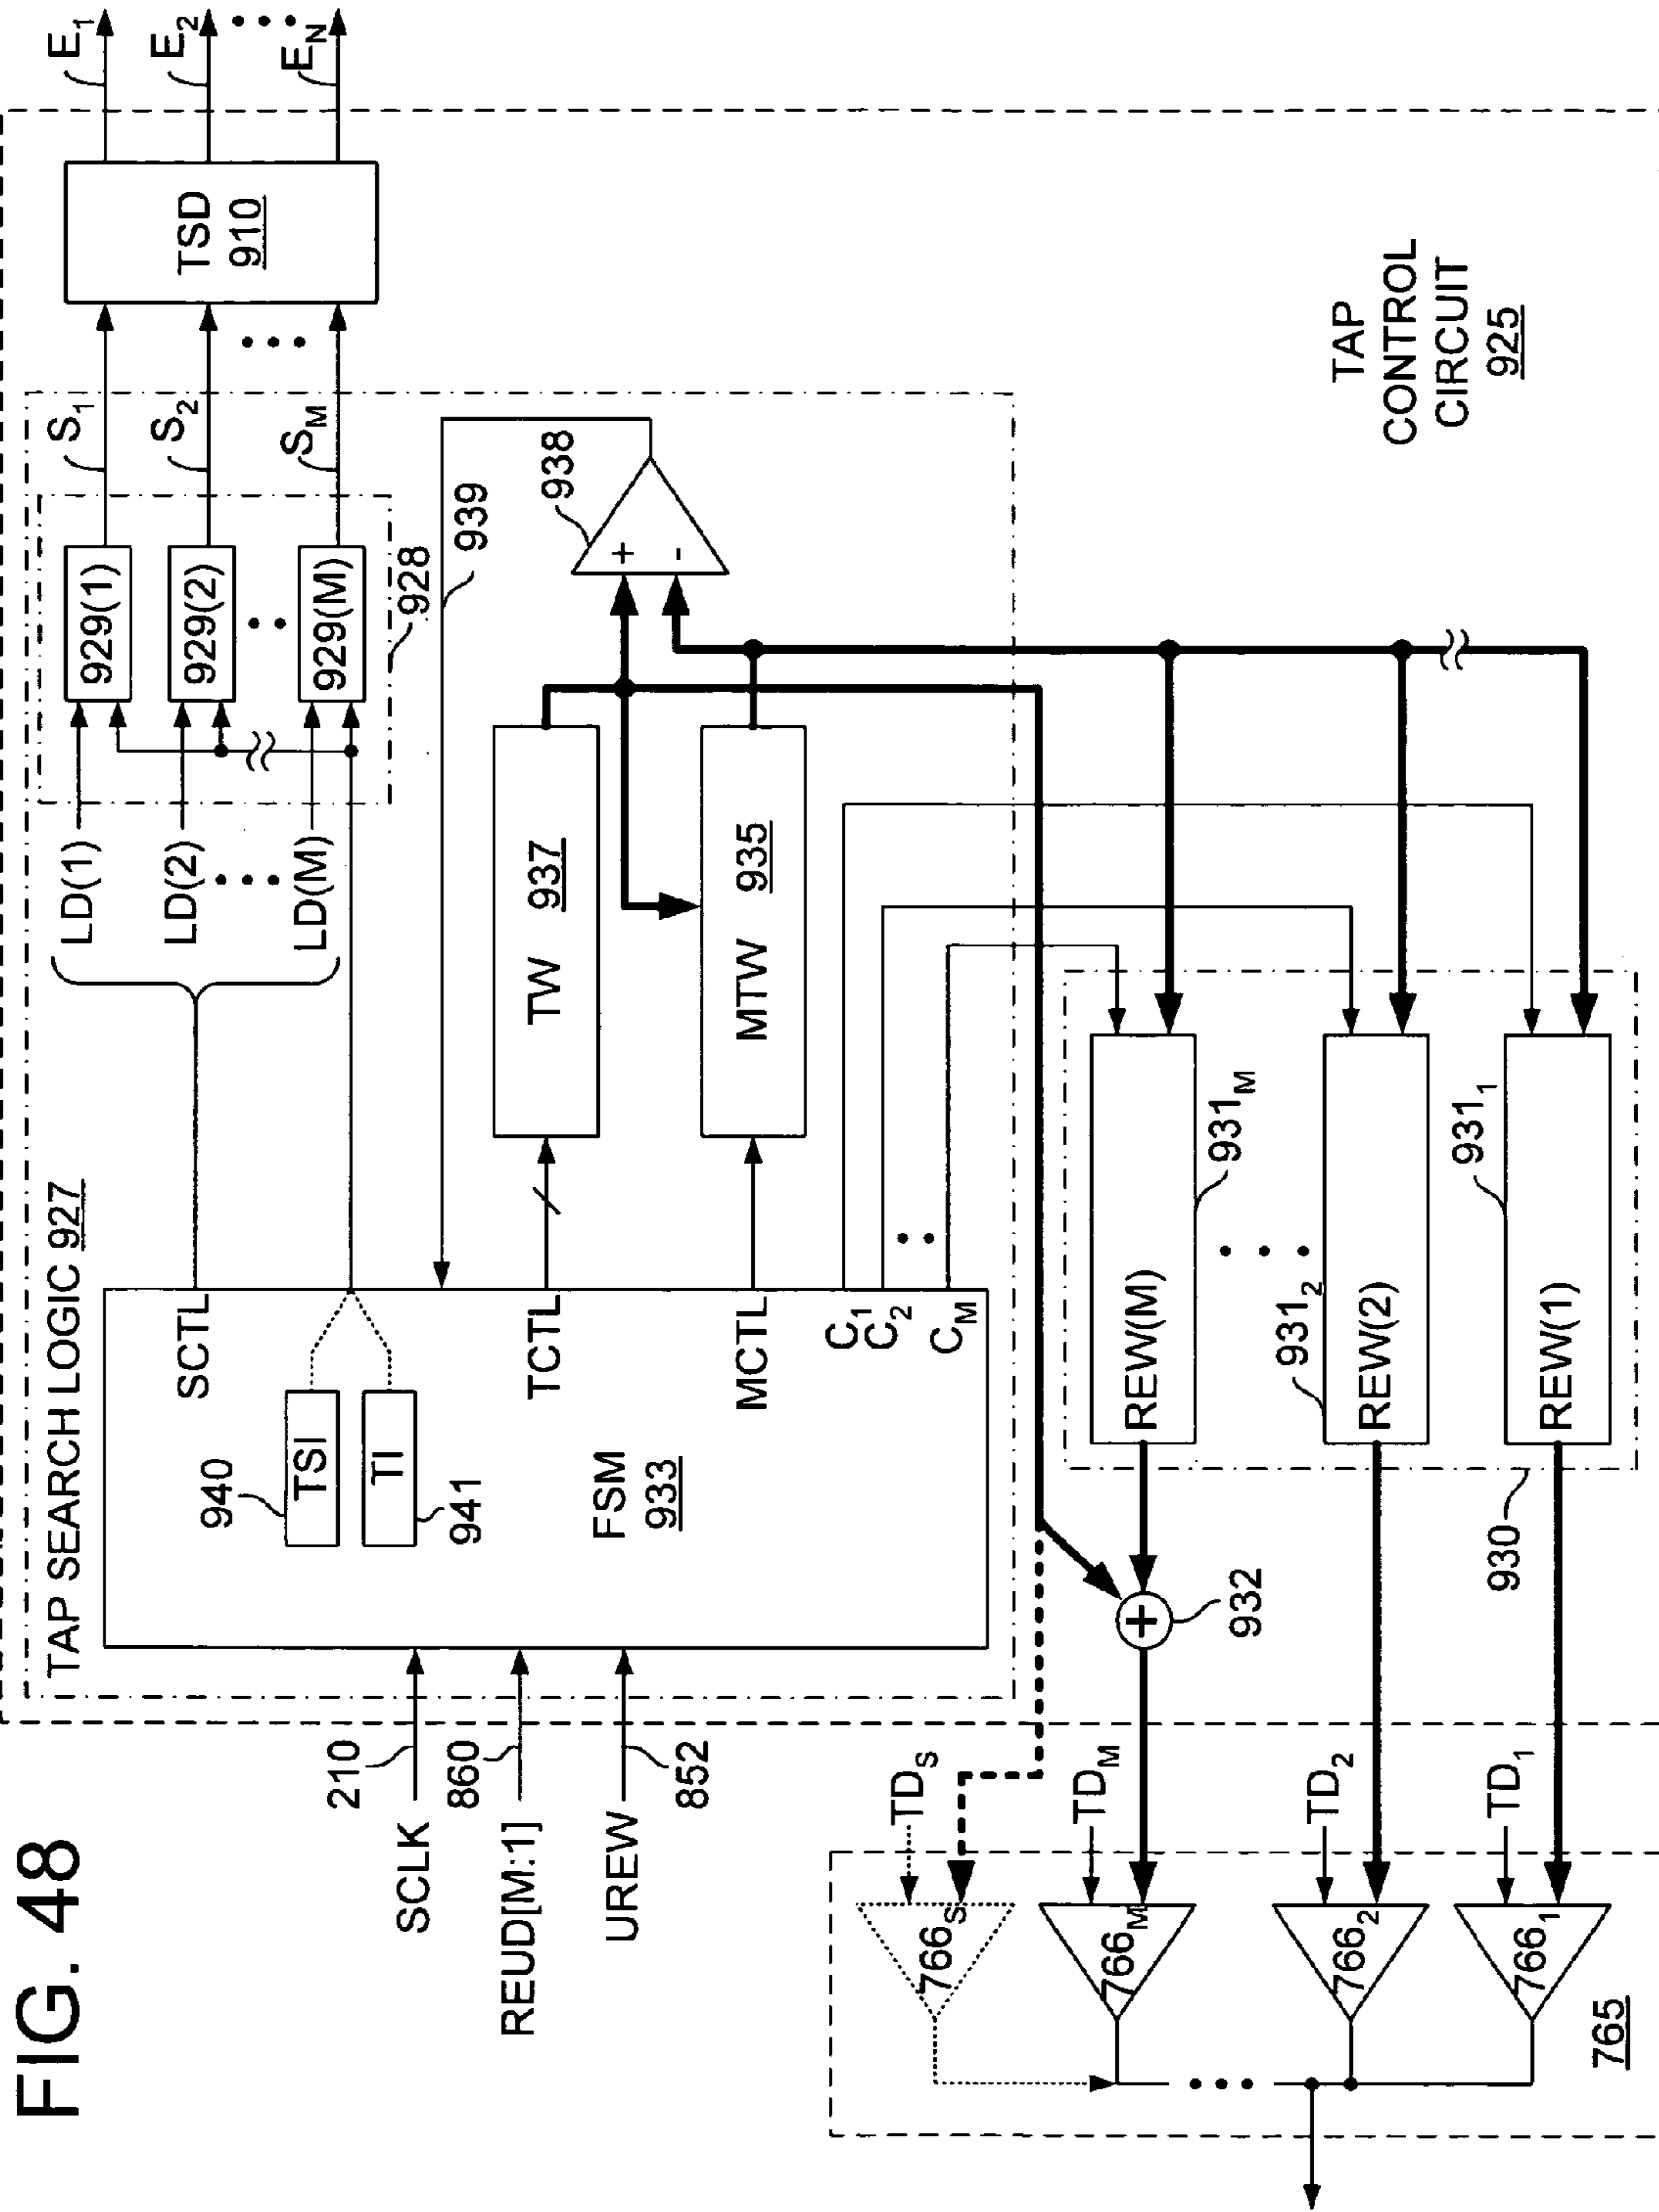 FIG. 48
TAP SEARCH LOGIC 927
SCLK
210
REUD[M:1]
860
UREW
852
SCTL
940
TSI
TI
941
FSM
933
TCTL
MCTL
C1
C2
CM
LD(1)
LD(2)
LD(M)
929(1)
929(2)
929(M)
928
S1
S2
SM
TSD
910
E1
E2
EN
TW 937
MTW 935
939
938
+
-
TAP
CONTROL
CIRCUIT
925
REW(M)
931M
REW(2)
9312
REW(1)
9311
930
+
932
TDS
TDM
TD2
TD1
766S
766M
7662
7661
765